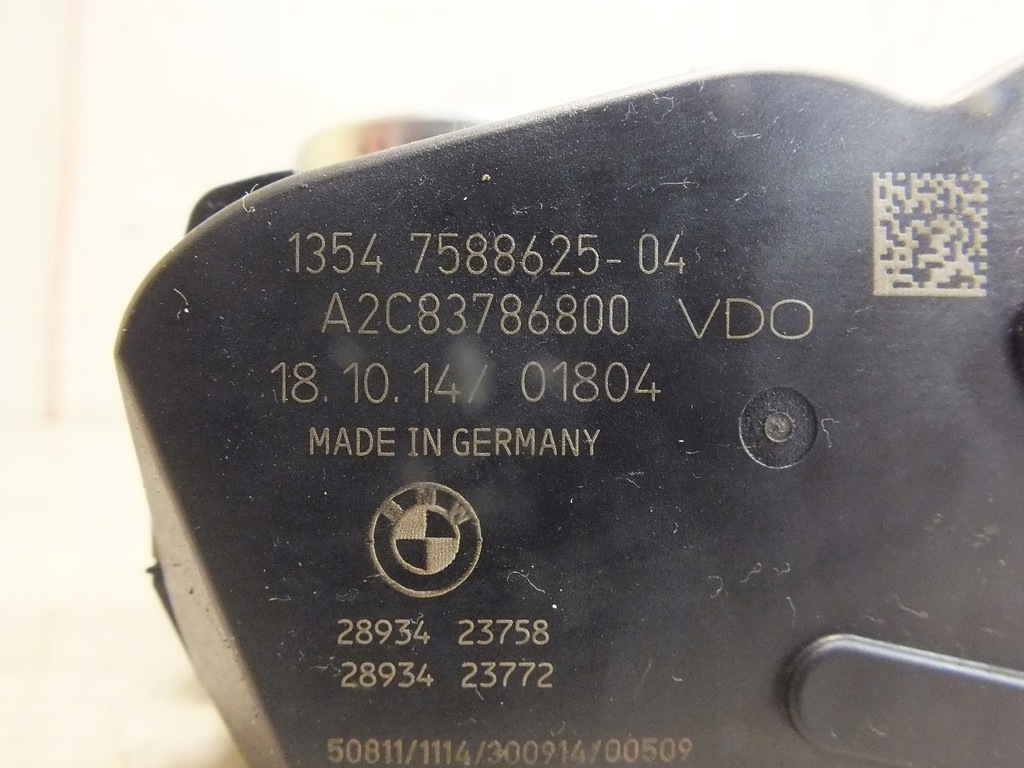 1354 7588625-04
A2C83786800 VDO
18.10.14/ 01804
MADE IN GERMANY
BMW
28934 23758
28934 23772
50811/1114/300914/00509